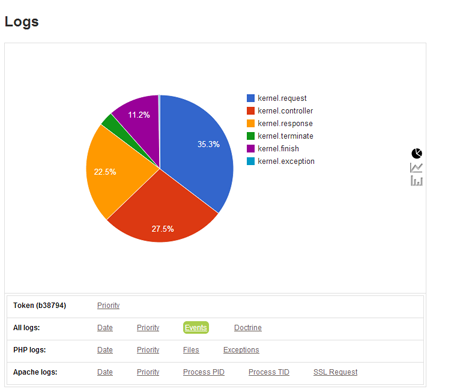 Logs
kernel.request
kernel.controller
kernel.response
kernel.terminate
kernel.finish
kernel.exception
11.2%
35.3%
22.5%
27.5%
Token (b38794) Priority
All logs: Date Priority Events Doctrine
PHP logs: Date Priority Files Exceptions
Apache logs: Date Priority Process PID Process TID SSL Request